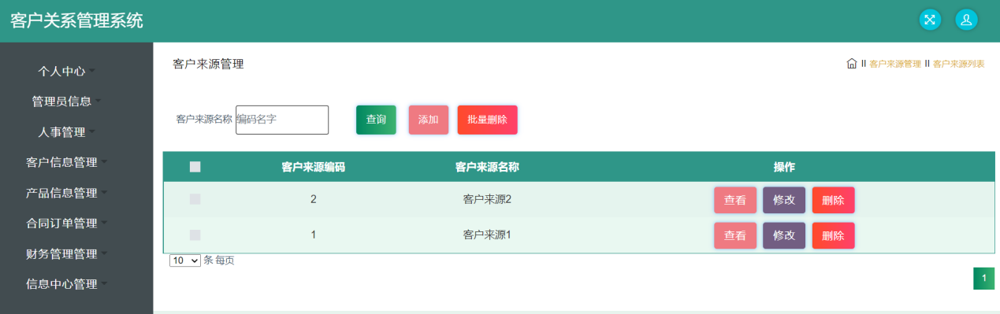 客户关系管理系统
个人中心
管理员信息
人事管理
客户信息管理
产品信息管理
合同订单管理
财务管理管理
信息中心管理
客户来源管理
II 客户来源管理 II 客户来源列表
客户来源名称 编码名字 查询 添加 批量删除
客户来源编码 客户来源名称 操作
2 客户来源2 查看 修改 删除
1 客户来源1 查看 修改 删除
10 条 每页
1